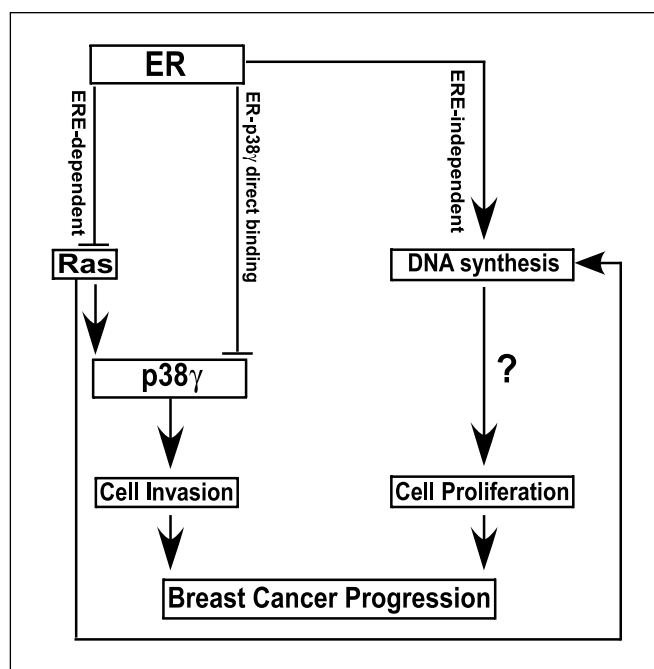 ER
ERE-dependent
ER-p38γ direct binding
ERE-independent
Ras
DNA synthesis
p38γ
?
Cell Invasion
Cell Proliferation
Breast Cancer Progression